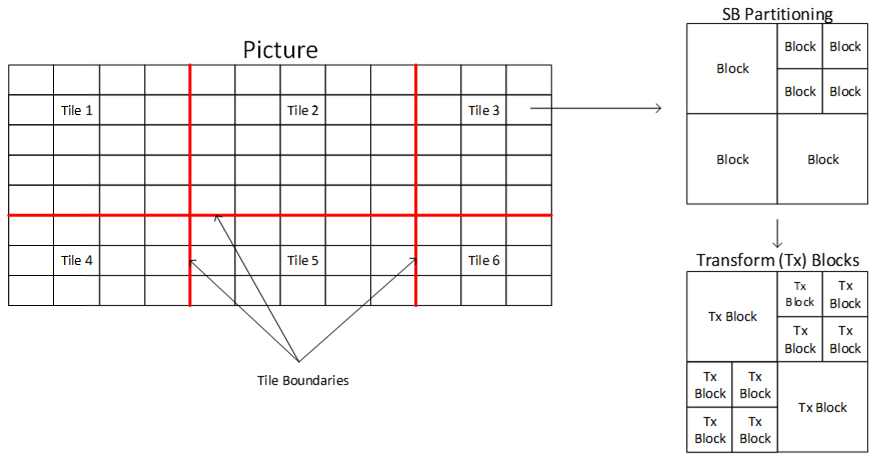 Picture
Tile 1
Tile 2
Tile 3
Tile 4
Tile 5
Tile 6
Tile Boundaries
SB Partitioning
Block
Block Block
Block Block
Block
Block
Transform (Tx) Blocks
Tx Block
Tx
Block
Tx
Block
Tx
Block
Tx
Block
Tx
Block
Tx
Block
Tx
Block
Tx
Block
Tx Block